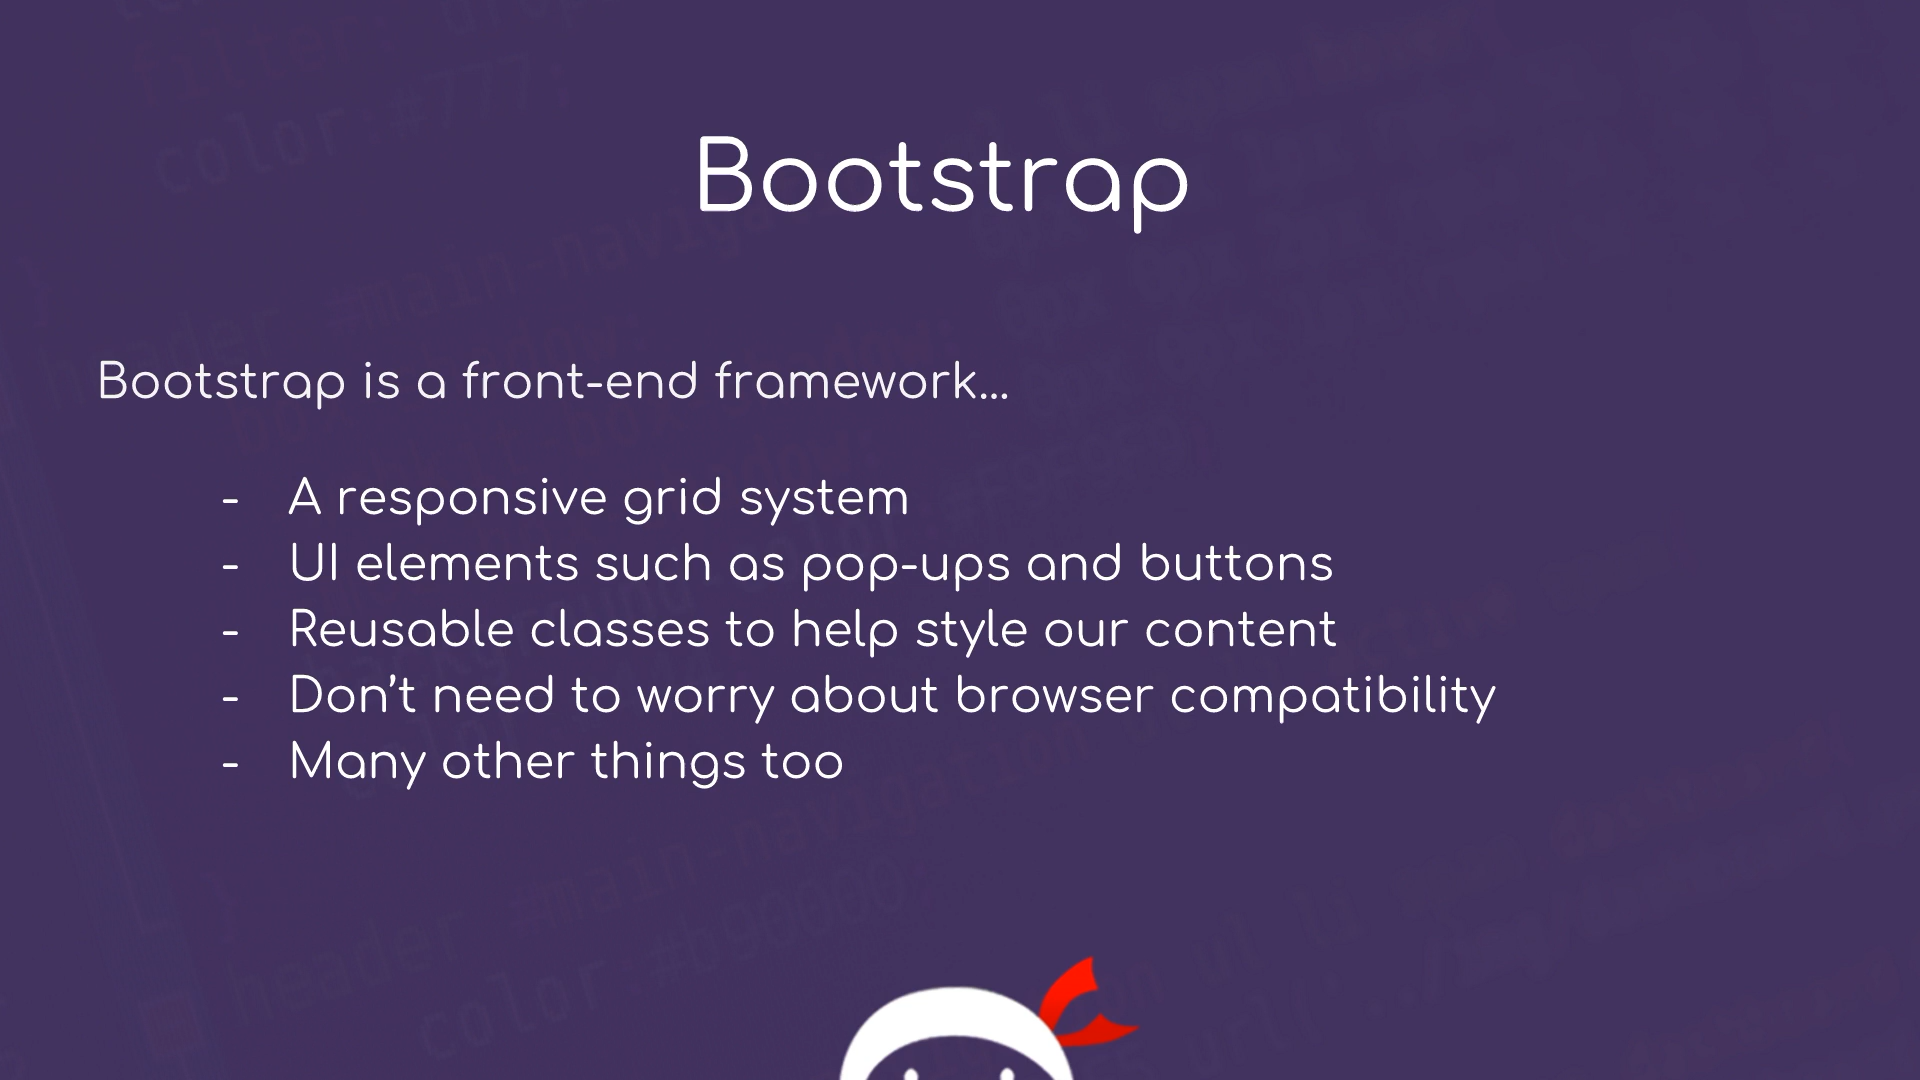 Bootstrap
Bootstrap is a front-end framework...
- A responsive grid system
- UI elements such as pop-ups and buttons
- Reusable classes to help style our content
- Don’t need to worry about browser compatibility
- Many other things too